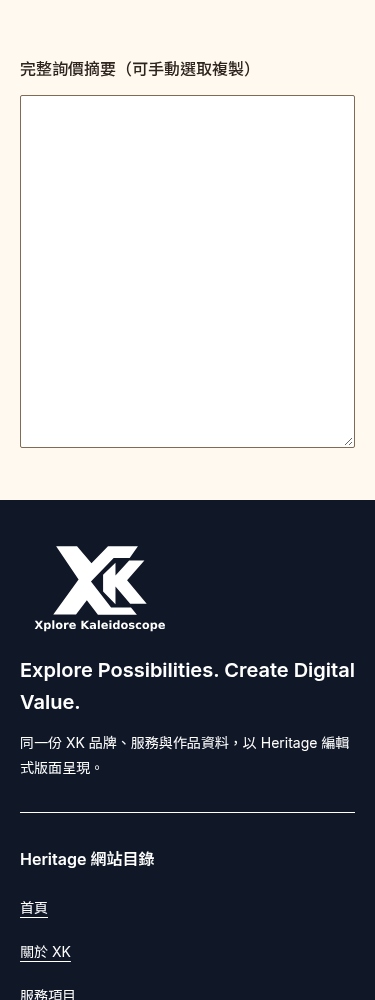 完整詢價摘要（可手動選取複製）
XK
Xplore Kaleidoscope
Explore Possibilities. Create Digital
Value.
同一份 XK 品牌、服務與作品資料，以 Heritage 編輯
式版面呈現。
Heritage 網站目錄
首頁
關於 XK
服務項目